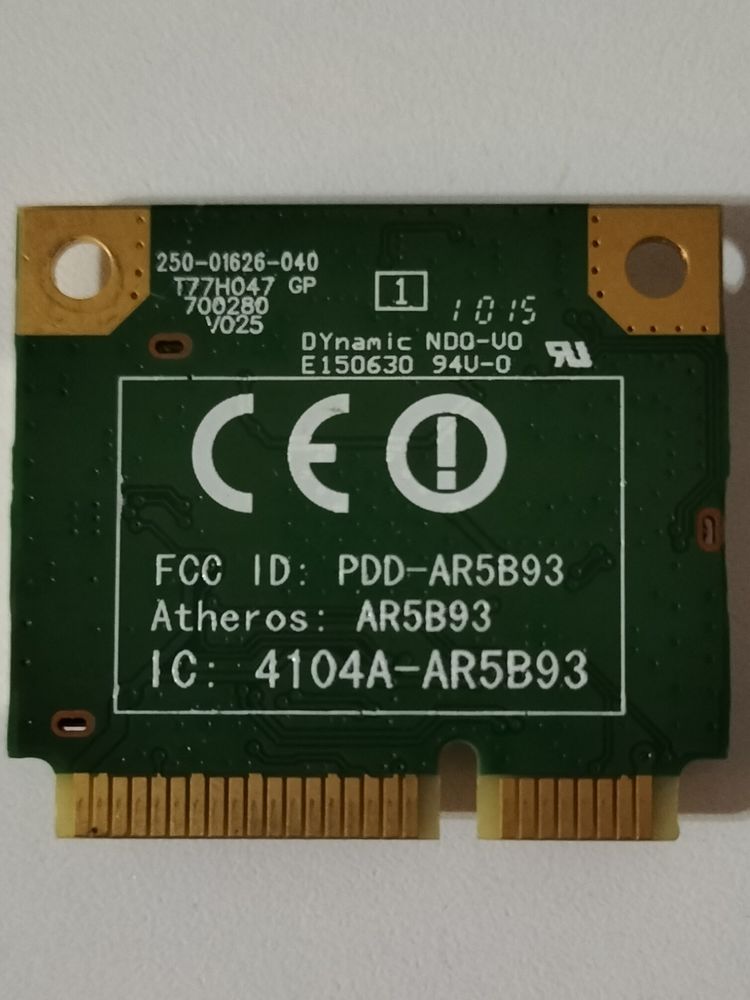 250-01626-040
T77H047 GP
700280
V025
1
1015
DYnamic NDO-V0
E150630 94V-0
CE
FCC ID: PDD-AR5B93
Atheros: AR5B93
IC: 4104A-AR5B93